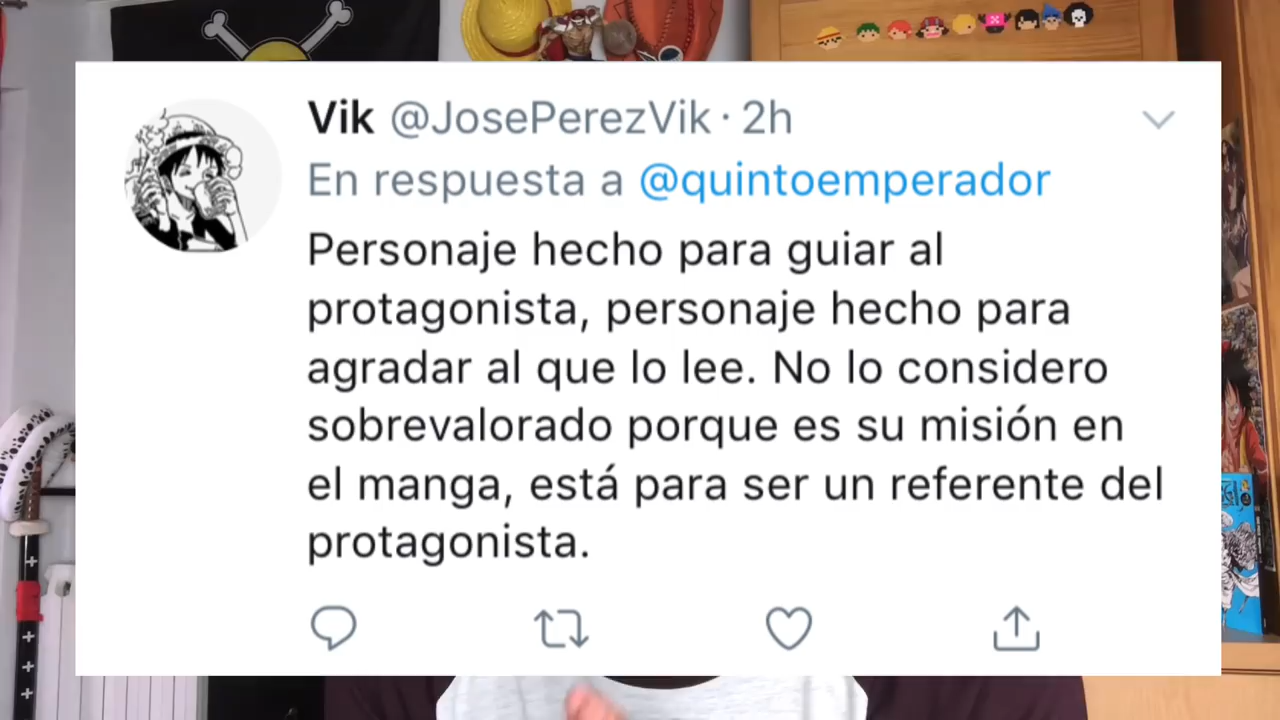 Vik @JosePerezVik · 2h
En respuesta a @quintoemperador
Personaje hecho para guiar al
protagonista, personaje hecho para
agradar al que lo lee. No lo considero
sobrevalorado porque es su misión en
el manga, está para ser un referente del
protagonista.